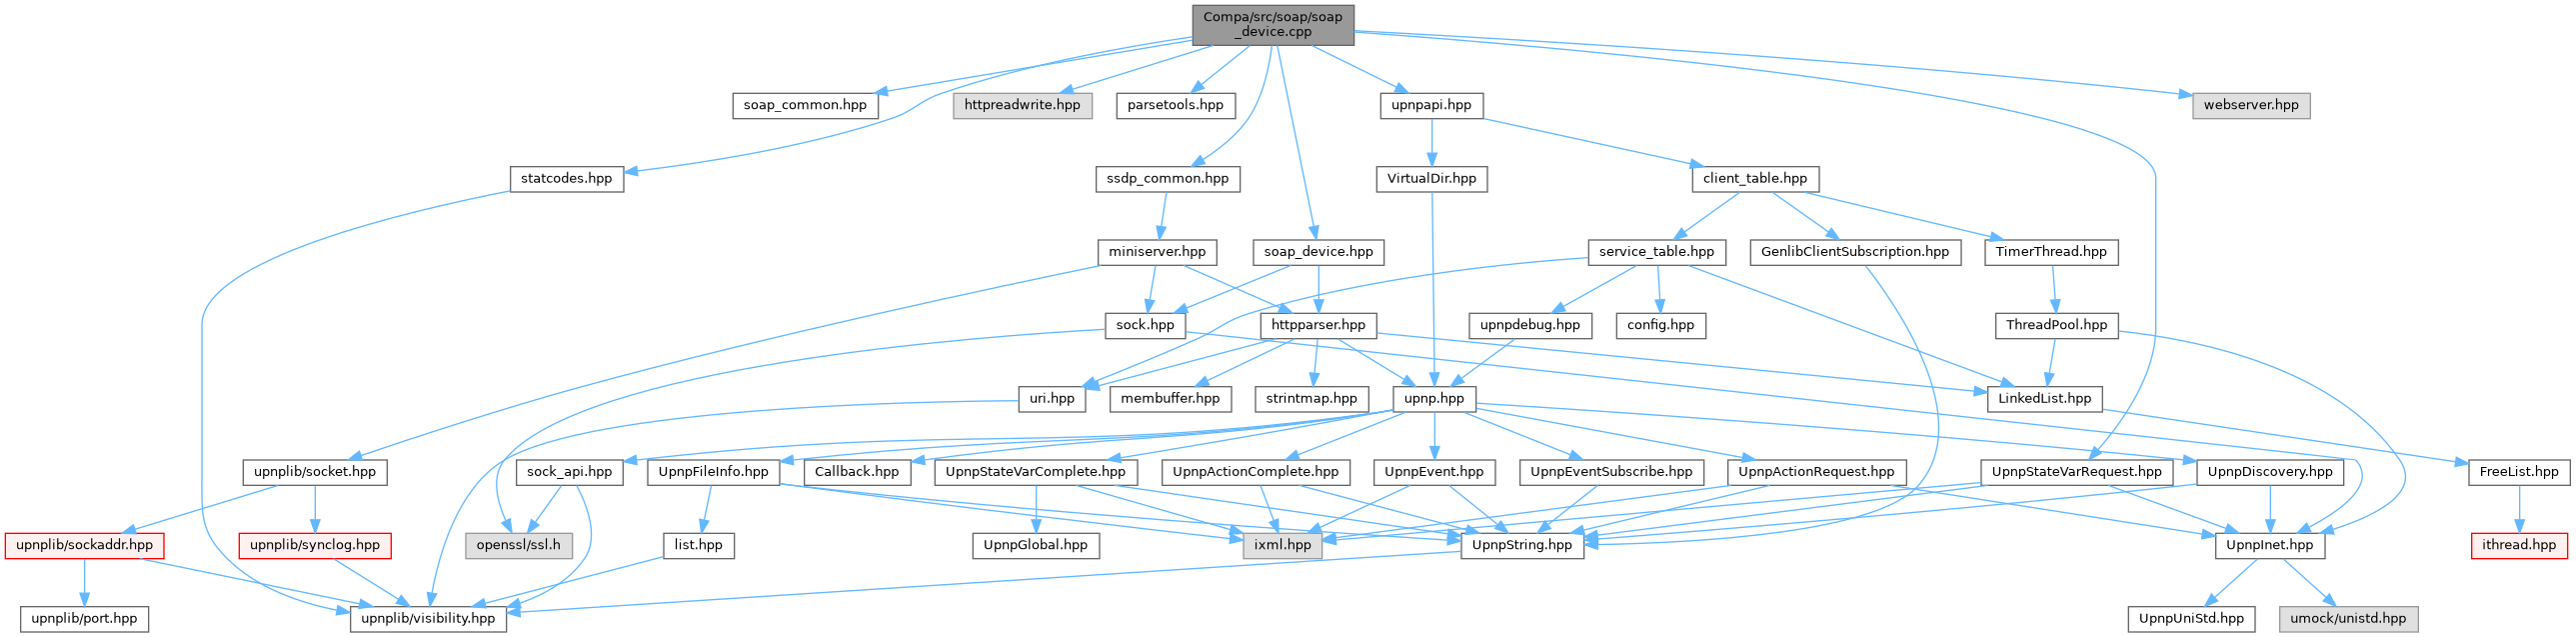 Compa/src/soap/soap
_device.cpp
soap_common.hpp
httpreadwrite.hpp
parsetools.hpp
upnpapi.hpp
webserver.hpp
statcodes.hpp
ssdp_common.hpp
VirtualDir.hpp
client_table.hpp
miniserver.hpp
soap_device.hpp
service_table.hpp
GenlibClientSubscription.hpp
TimerThread.hpp
sock.hpp
httpparser.hpp
upnpdebug.hpp
config.hpp
ThreadPool.hpp
uri.hpp
membuffer.hpp
strintmap.hpp
upnp.hpp
LinkedList.hpp
upnplib/socket.hpp
sock_api.hpp
UpnpFileInfo.hpp
Callback.hpp
UpnpStateVarComplete.hpp
UpnpActionComplete.hpp
UpnpEvent.hpp
UpnpEventSubscribe.hpp
UpnpActionRequest.hpp
UpnpStateVarRequest.hpp
UpnpDiscovery.hpp
FreeList.hpp
upnplib/sockaddr.hpp
upnplib/synclog.hpp
openssl/ssl.h
list.hpp
UpnpGlobal.hpp
ixml.hpp
UpnpString.hpp
UpnpInet.hpp
ithread.hpp
upnplib/port.hpp
upnplib/visibility.hpp
UpnpUniStd.hpp
umock/unistd.hpp